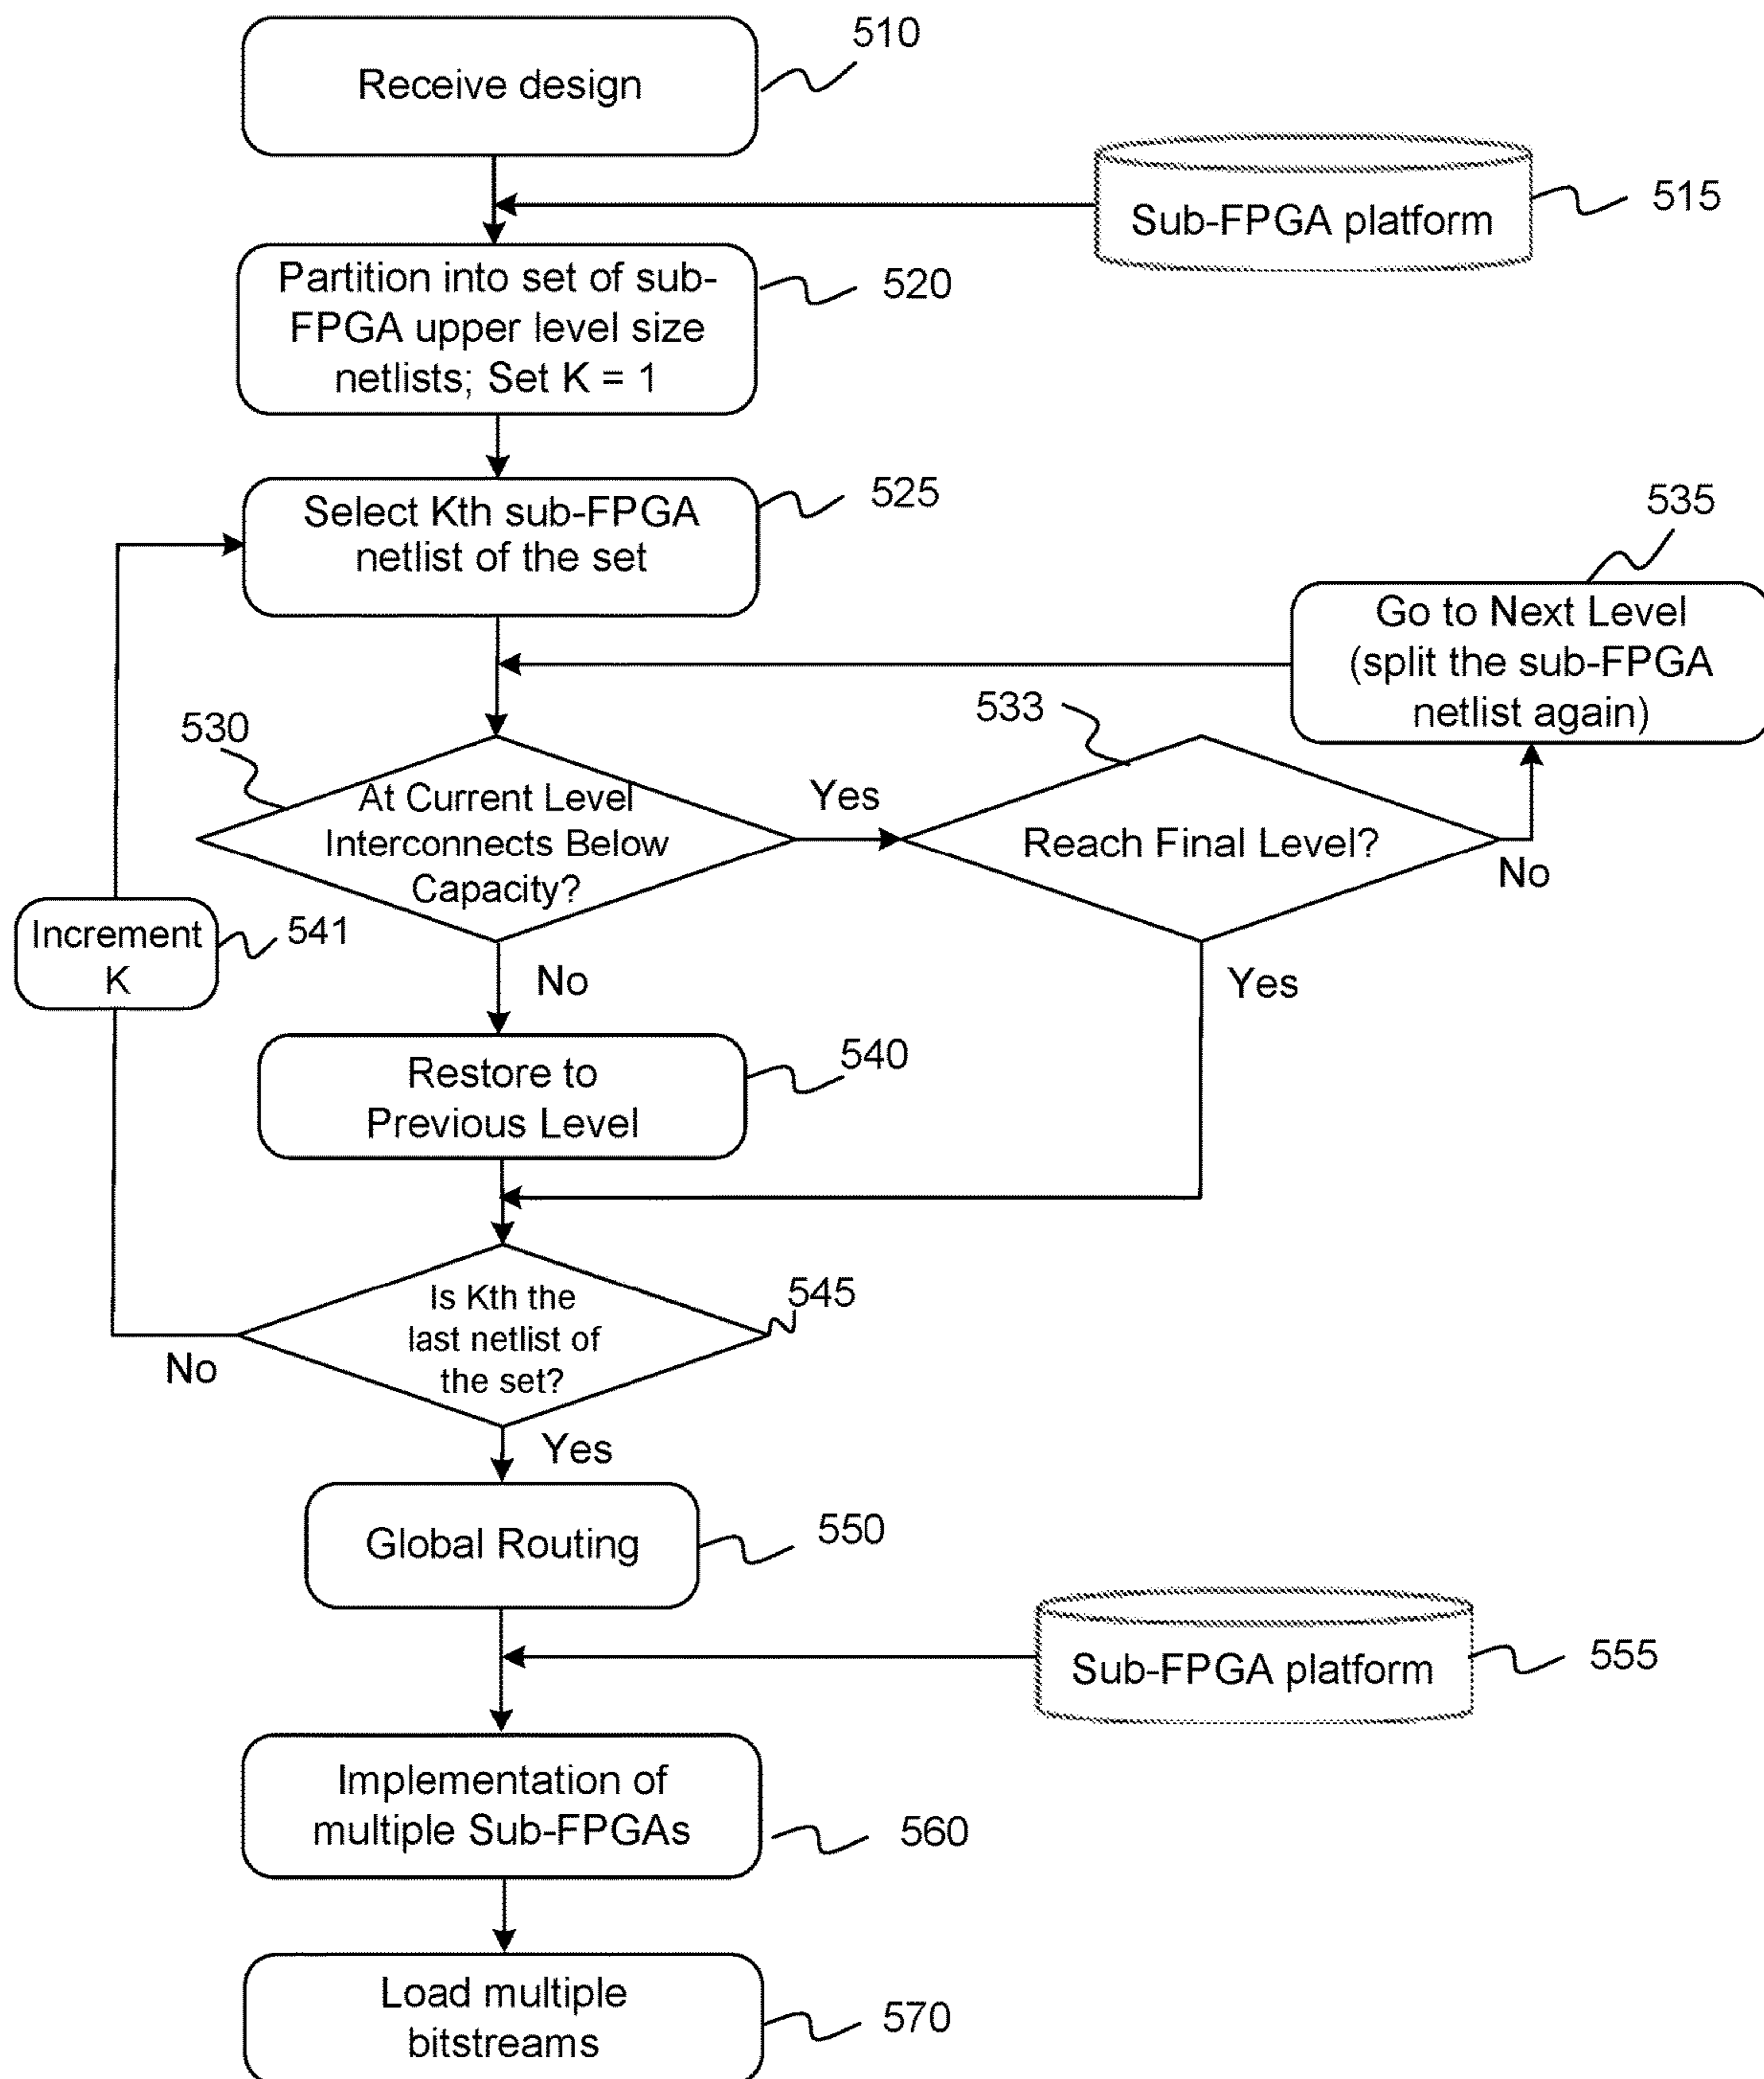 510
Receive design
515
Sub-FPGA platform
Partition into set of sub-
FPGA upper level size
netlists; Set K = 1
520
525
Select Kth sub-FPGA
netlist of the set
535
Go to Next Level
(split the sub-FPGA
netlist again)
533
530
At Current Level
Interconnects Below
Capacity?
Yes
Reach Final Level?
No
Increment
K
541
No
Yes
Restore to
Previous Level
540
Is Kth the
last netlist of
the set?
545
No
Yes
Global Routing
550
Sub-FPGA platform
555
Implementation of
multiple Sub-FPGAs
560
Load multiple
bitstreams
570